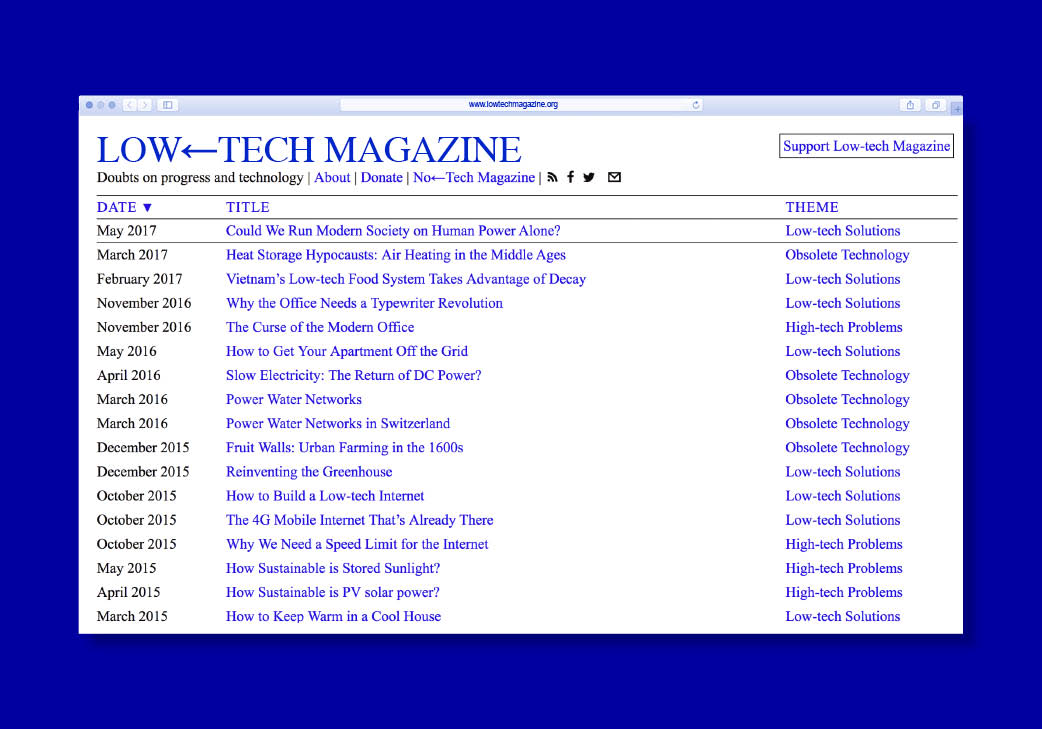 www.lowtechmagazine.org
LOW←TECH MAGAZINE
Support Low-tech Magazine
Doubts on progress and technology | About | Donate | No←Tech Magazine |
DATE ▼ TITLE THEME
May 2017 Could We Run Modern Society on Human Power Alone? Low-tech Solutions
March 2017 Heat Storage Hypocausts: Air Heating in the Middle Ages Obsolete Technology
February 2017 Vietnam’s Low-tech Food System Takes Advantage of Decay Low-tech Solutions
November 2016 Why the Office Needs a Typewriter Revolution Low-tech Solutions
November 2016 The Curse of the Modern Office High-tech Problems
May 2016 How to Get Your Apartment Off the Grid Low-tech Solutions
April 2016 Slow Electricity: The Return of DC Power? Obsolete Technology
March 2016 Power Water Networks Obsolete Technology
March 2016 Power Water Networks in Switzerland Obsolete Technology
December 2015 Fruit Walls: Urban Farming in the 1600s Obsolete Technology
December 2015 Reinventing the Greenhouse Low-tech Solutions
October 2015 How to Build a Low-tech Internet Low-tech Solutions
October 2015 The 4G Mobile Internet That’s Already There Low-tech Solutions
October 2015 Why We Need a Speed Limit for the Internet High-tech Problems
May 2015 How Sustainable is Stored Sunlight? High-tech Problems
April 2015 How Sustainable is PV solar power? High-tech Problems
March 2015 How to Keep Warm in a Cool House Low-tech Solutions